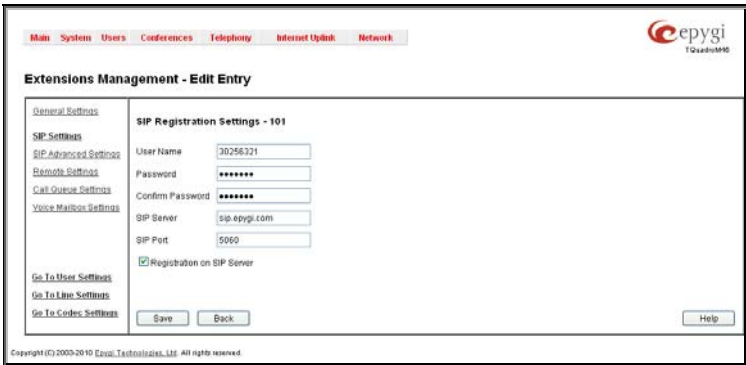 Main System Users Conferences Telephony Internet Uplink Network
epygi
Extensions Management - Edit Entry
General Settings
SIP Settings
SIP Advanced Settings
Remote Settings
Call Queue Settings
Voice Mailbox Settings
Go To User Settings
Go To Line Settings
Go To Codec Settings
SIP Registration Settings - 101
User Name 30256321
Password •••••••
Confirm Password •••••••
SIP Server sip.epygi.com
SIP Port 5060
Registration on SIP Server
Save Back Help
Copyright (C) 2003-2010 Epygi Technologies, Ltd. All rights reserved.